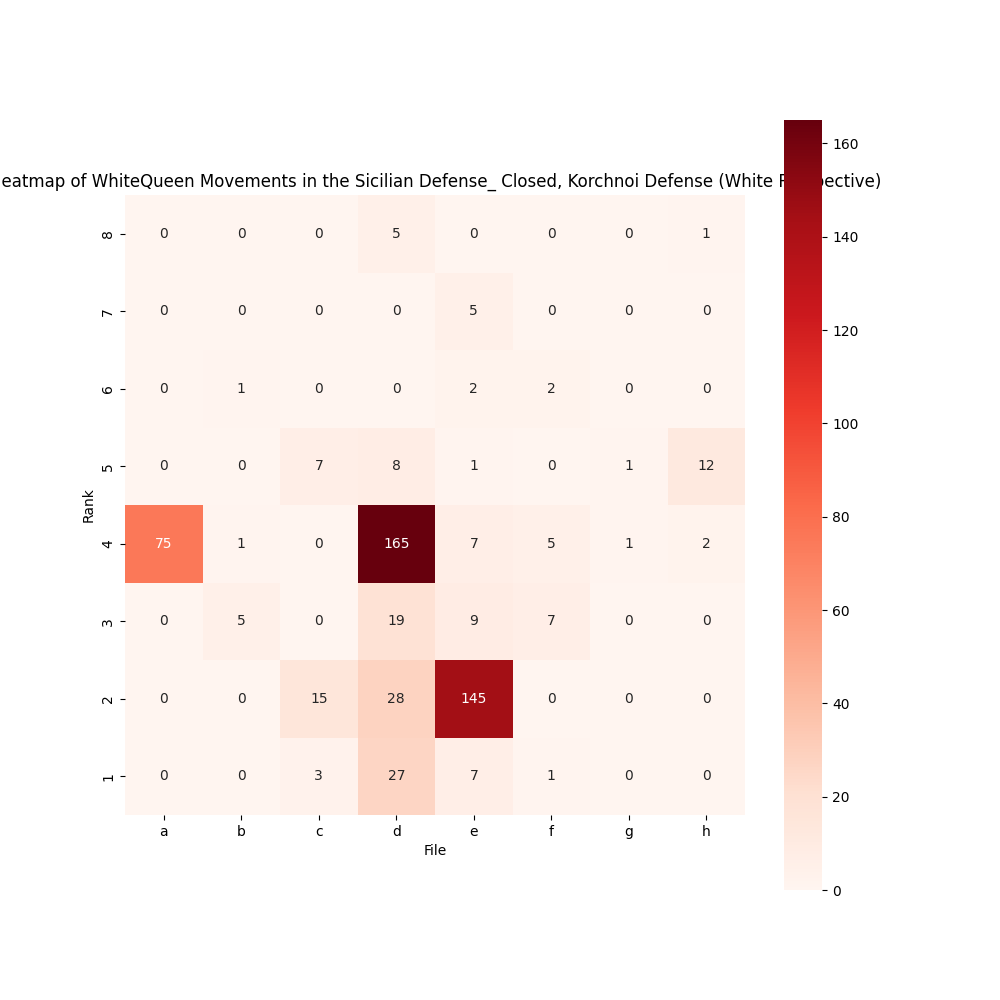 eatmap of WhiteQueen Movements in the Sicilian Defense_ Closed, Korchnoi Defense (White P pective)
160
140
120
100
80
60
40
20
0
Rank
8 0 0 0 5 0 0 0 1
7 0 0 0 0 5 0 0 0
6 0 1 0 0 2 2 0 0
5 0 0 7 8 1 0 1 12
4 75 1 0 165 7 5 1 2
3 0 5 0 19 9 7 0 0
2 0 0 15 28 145 0 0 0
1 0 0 3 27 7 1 0 0
a b c d e f g h
File